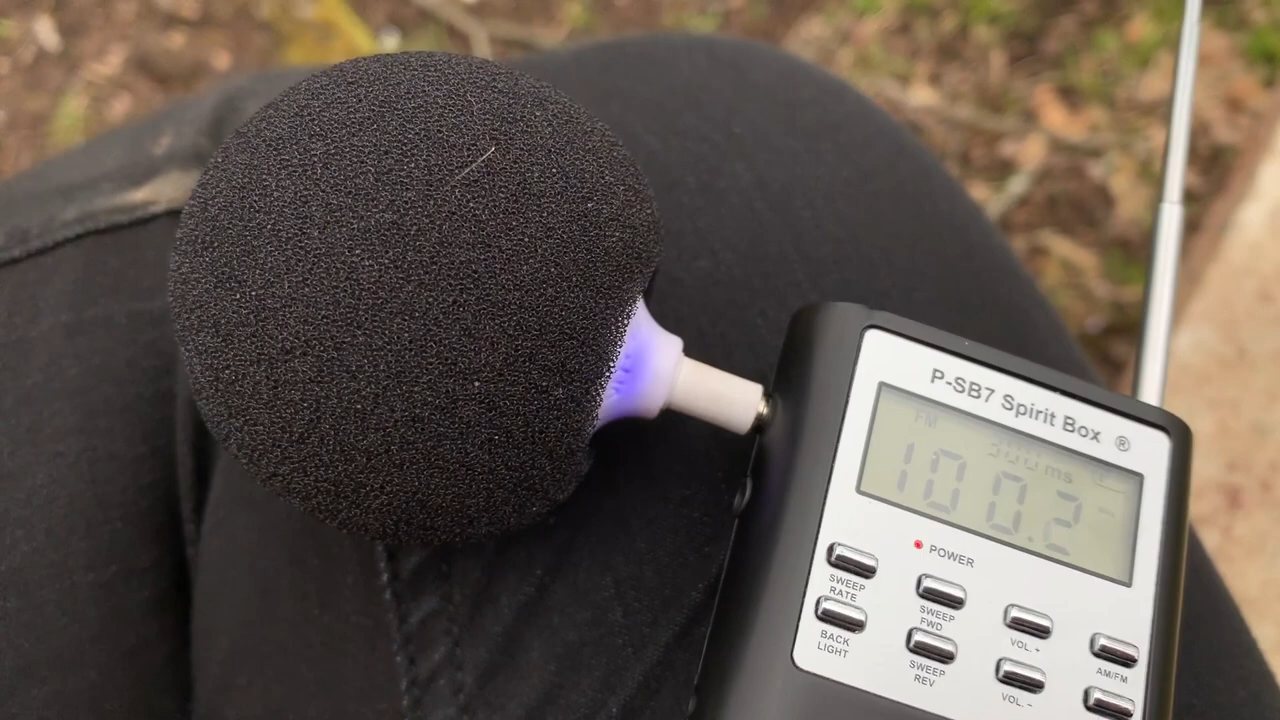 P-SB7 Spirit Box ®
FM
ms
100.2
POWER
SWEEP
RATE
SWEEP
FWD
VOL. +
AM/FM
BACK
LIGHT
SWEEP
REV
VOL. -